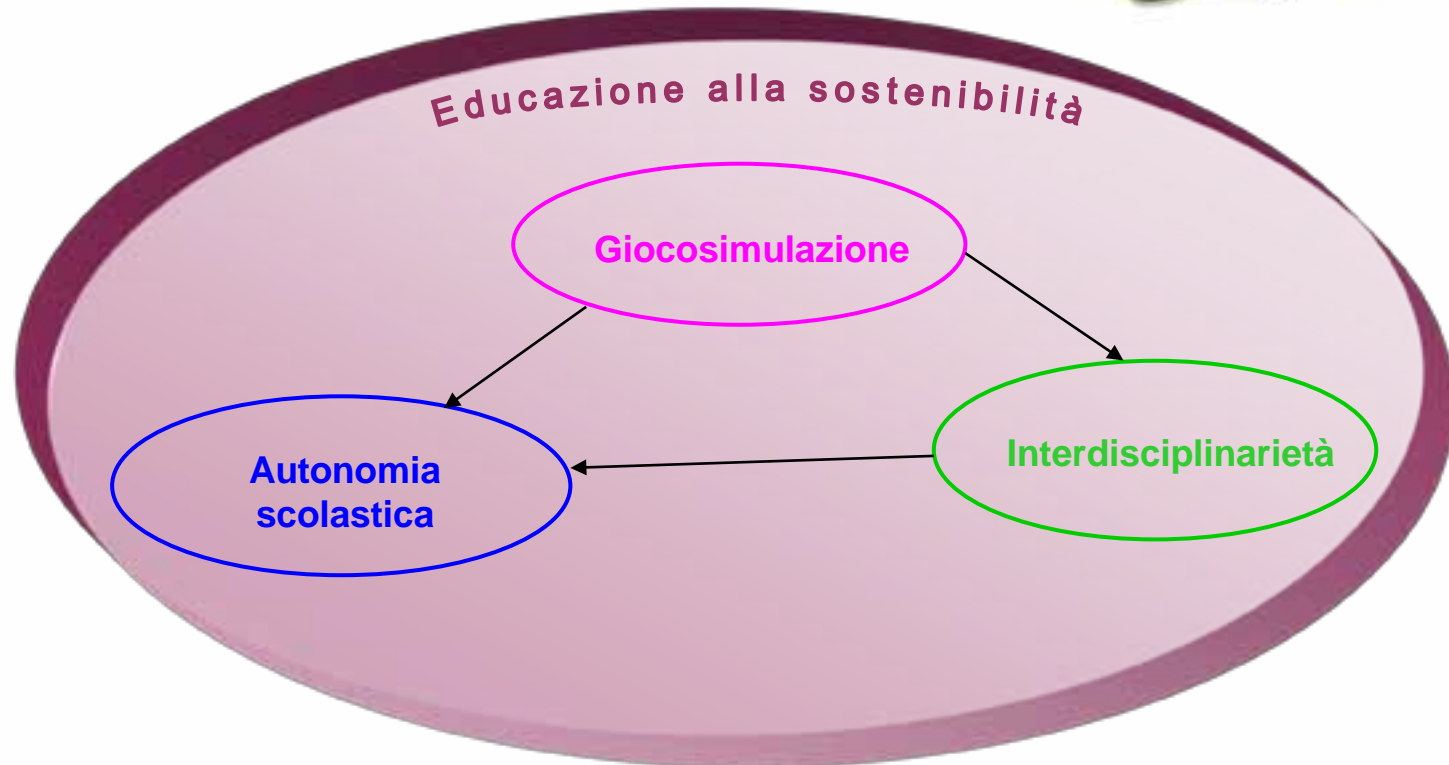 Educazione alla sostenibilità
Giocosimulazione
Interdisciplinarietà
Autonomia
scolastica